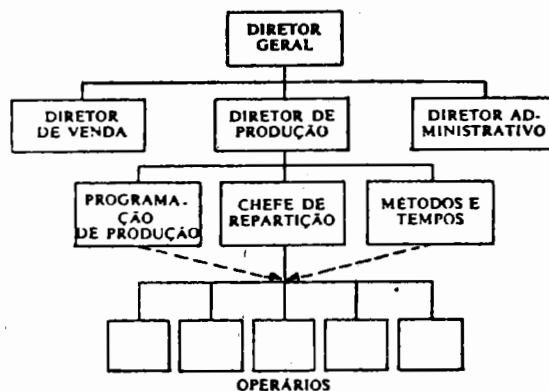 DIRETOR
GERAL
DIRETOR
DE VENDA
DIRETOR DE
PRODUÇÃO
DIRETOR AD-
MINISTRATIVO
PROGRAMA-
ÇÃO
DE PRODUÇÃO
CHEFE DE
REPARTIÇÃO
MÉTODOS E
TEMPOS
OPERÁRIOS